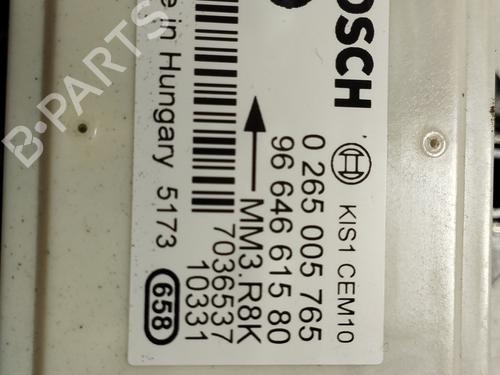 BOSCH
KIS1 CEM10
0 265 005 765
96 646 615 80
MM3.R8K
7036537
10331
in Hungary 5173
658
B-PARTS